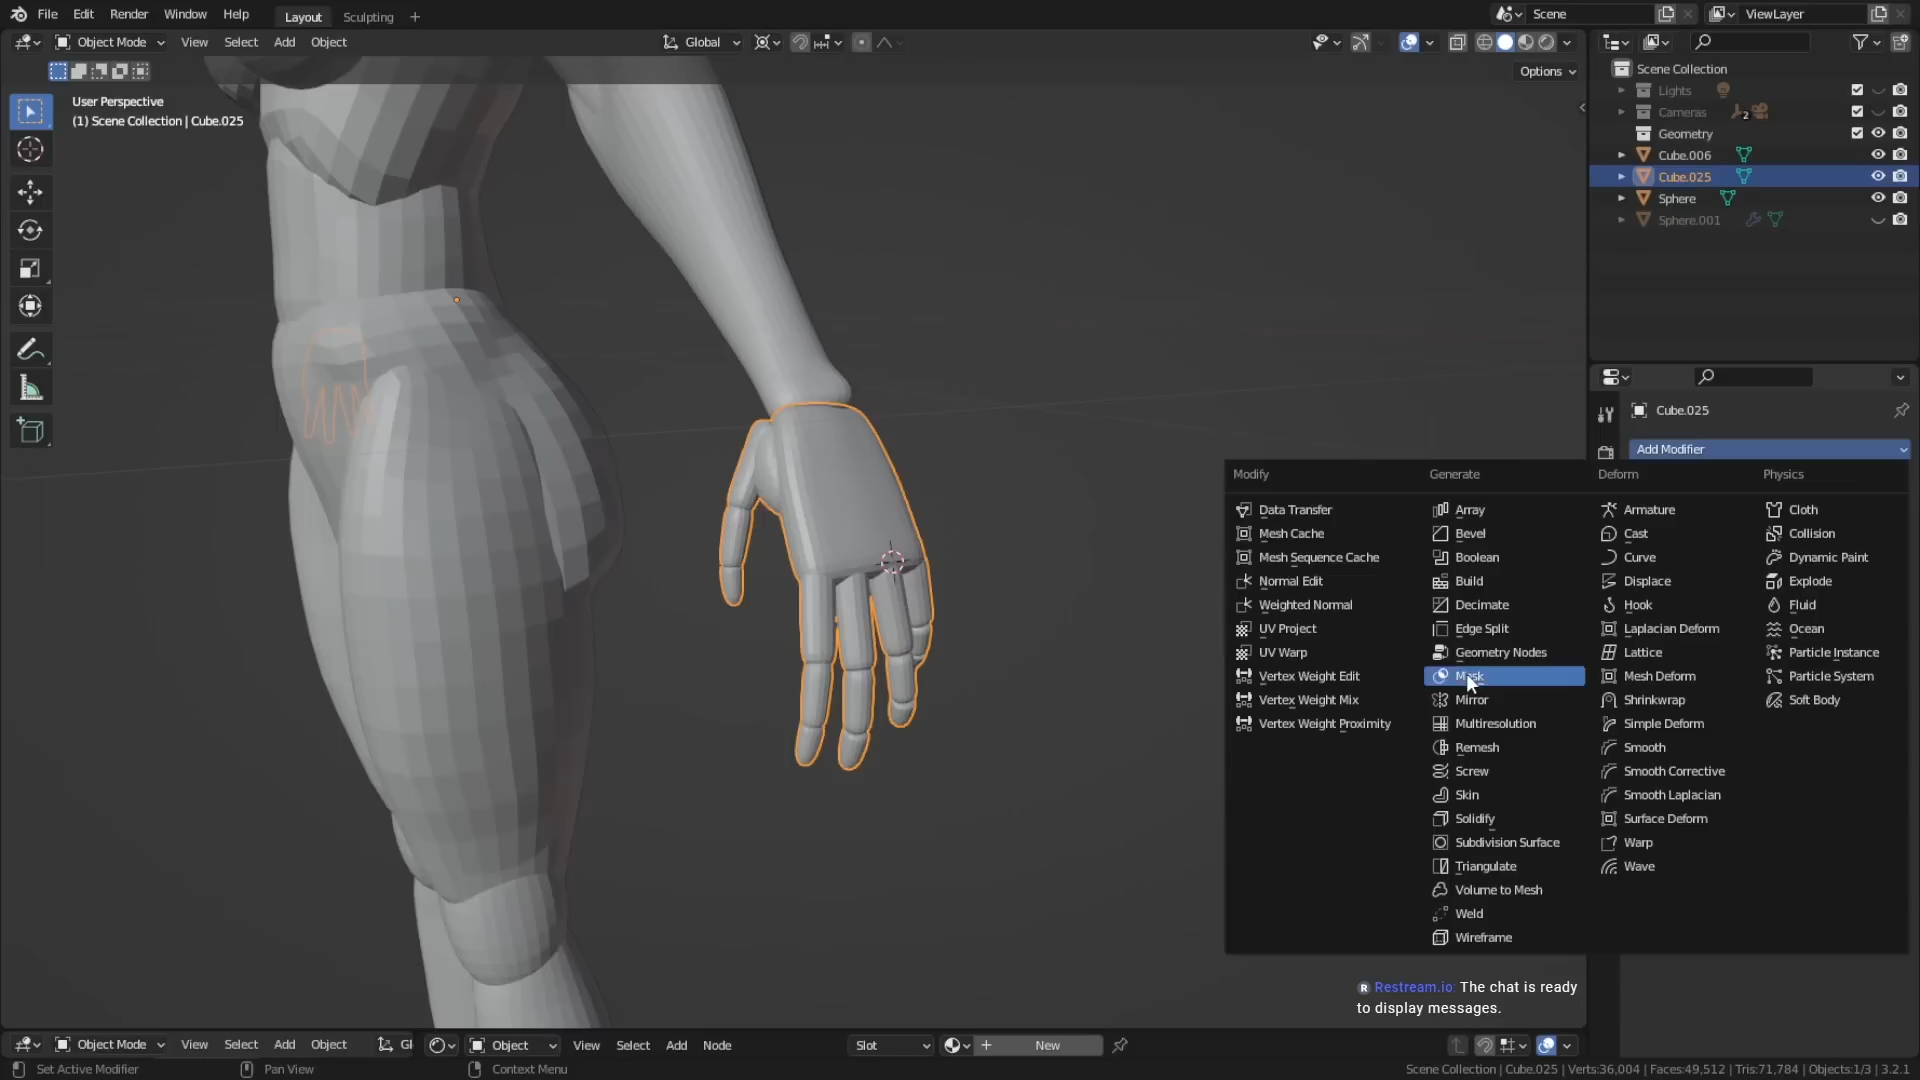 File Edit Render Window Help Layout Sculpting + Scene ViewLayer
Object Mode View Select Add Object Global
Options
User Perspective
(1) Scene Collection | Cube.025
Scene Collection
Lights
Cameras 2
Geometry
Cube.006
Cube.025
Sphere
Sphere.001
Cube.025
Add Modifier
Modify Generate Deform Physics
Data Transfer Array Armature Cloth
Mesh Cache Bevel Cast Collision
Mesh Sequence Cache Boolean Curve Dynamic Paint
Normal Edit Build Displace Explode
Weighted Normal Decimate Hook Fluid
UV Project Edge Split Laplacian Deform Ocean
UV Warp Geometry Nodes Lattice Particle Instance
Vertex Weight Edit Mask Mesh Deform Particle System
Vertex Weight Mix Mirror Shrinkwrap Soft Body
Vertex Weight Proximity Multiresolution Simple Deform
Remesh Smooth
Screw Smooth Corrective
Skin Smooth Laplacian
Solidify Surface Deform
Subdivision Surface Warp
Triangulate Wave
Volume to Mesh
Weld
Wireframe
R Restream.io: The chat is ready
to display messages.
Object Mode View Select Add Object Gl Object View Select Add Node Slot + New
Set Active Modifier Pan View Context Menu Scene Collection | Cube.025 | Verts:36,004 | Faces:49,512 | Tris:71,784 | Objects:1/3 | 3.2.1